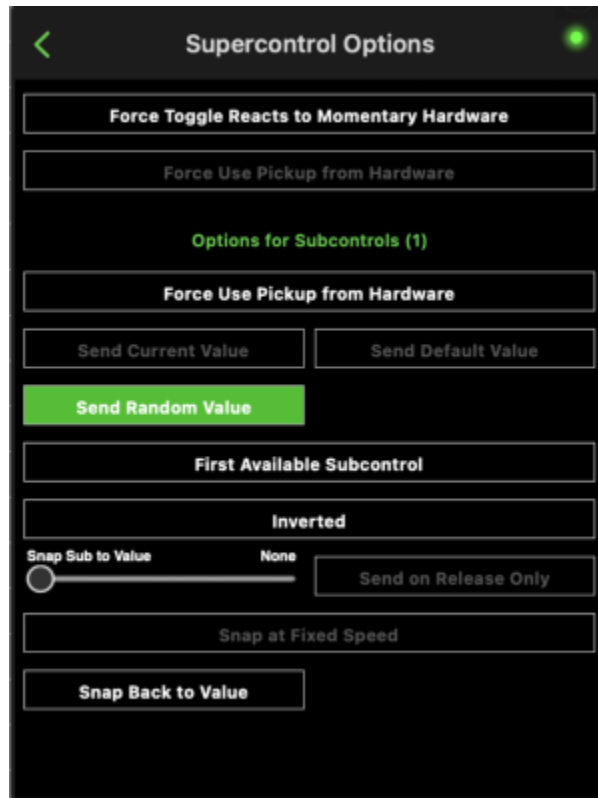 Supercontrol Options
Force Toggle Reacts to Momentary Hardware
Force Use Pickup from Hardware
Options for Subcontrols (1)
Force Use Pickup from Hardware
Send Current Value
Send Default Value
Send Random Value
First Available Subcontrol
Inverted
Snap Sub to Value
None
Send on Release Only
Snap at Fixed Speed
Snap Back to Value